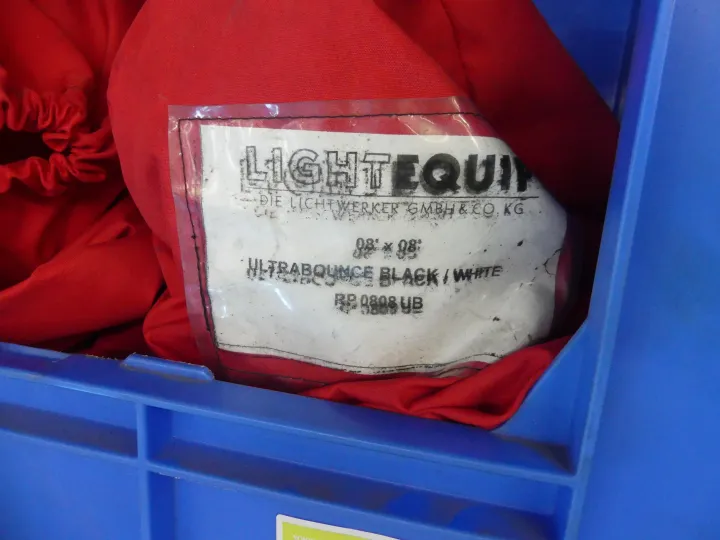 LIGHTEQUIP
DIE LICHTWERKER GMBH & CO. KG
08' x 08'
ULTRABOUNCE BLACK / WHITE
RP 0808 UB